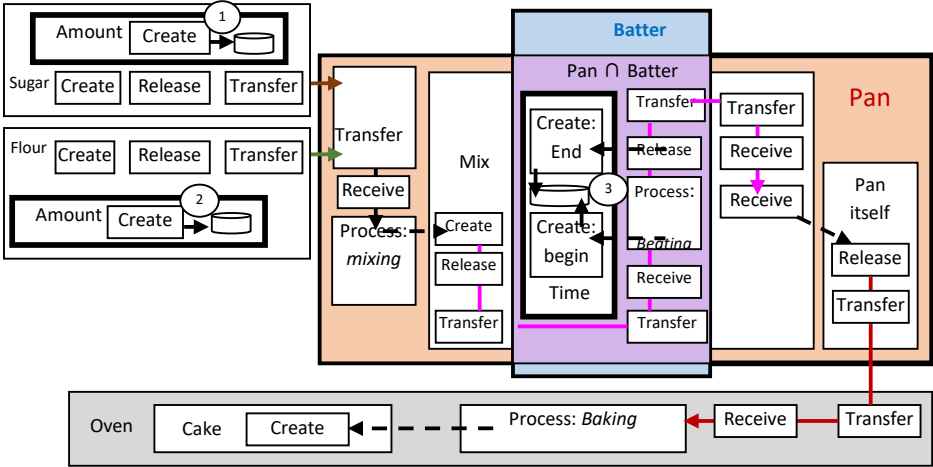 1
Amount
Create
Sugar
Create
Release
Transfer
Flour
Create
Release
Transfer
2
Amount
Create
Batter
Pan ∩ Batter
Pan
Transfer
Receive
Process:
mixing
Mix
Create
Release
Transfer
Create:
End
3
Create:
begin
Time
Transfer
Release
Process:
Beating
Receive
Transfer
Transfer
Receive
Receive
Pan
itself
Release
Transfer
Oven
Cake
Create
Process: Baking
Receive
Transfer